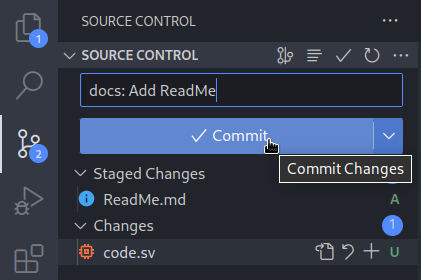 SOURCE CONTROL
1
SOURCE CONTROL
docs: Add ReadMe
Commit
2
Commit Changes
Staged Changes
ReadMe.md A
Changes 1
code.sv U